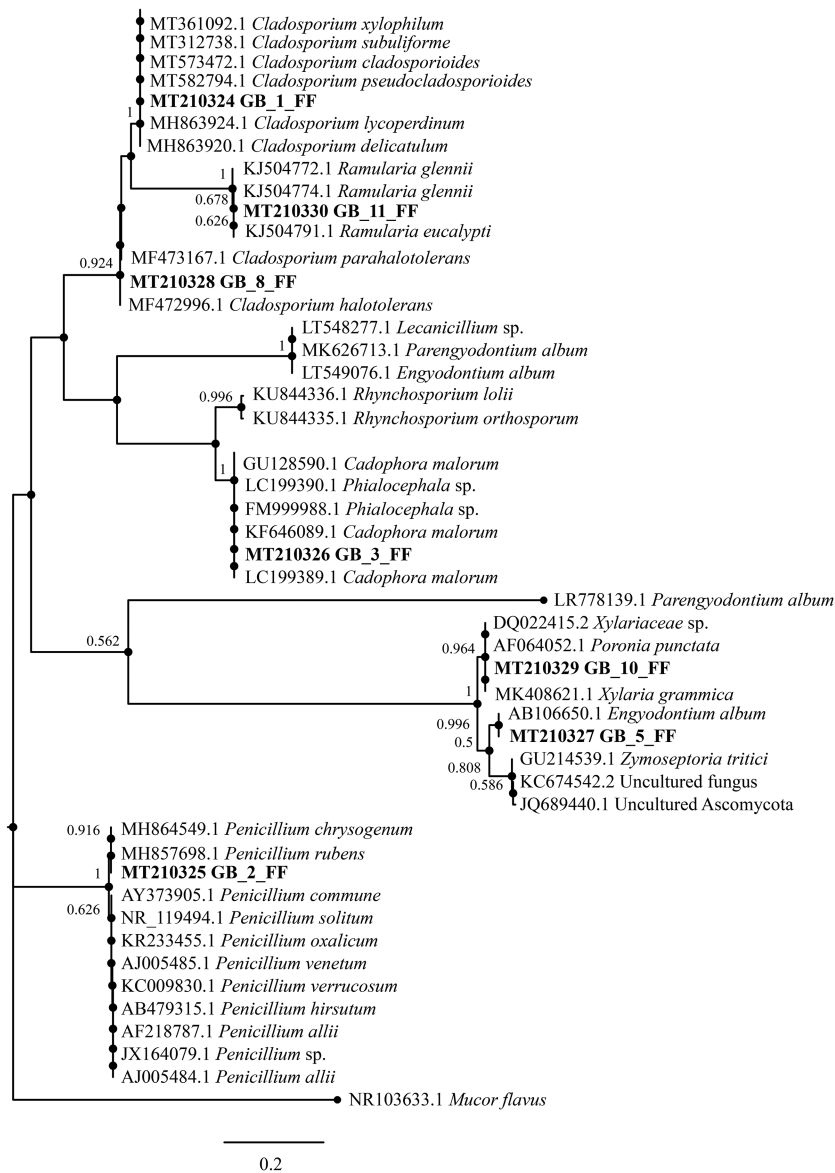 MT361092.1 Cladosporium xylophilum
MT312738.1 Cladosporium subuliforme
MT573472.1 Cladosporium cladosporioides
MT582794.1 Cladosporium pseudocladosporioides
MT210324 GB_1_FF
1
MH863924.1 Cladosporium lycoperdinum
MH863920.1 Cladosporium delicatulum
KJ504772.1 Ramularia glennii
1
KJ504774.1 Ramularia glennii
0.678
MT210330 GB_11_FF
0.626
KJ504791.1 Ramularia eucalypti
MF473167.1 Cladosporium parahalotolerans
0.924
MT210328 GB_8_FF
MF472996.1 Cladosporium halotolerans
LT548277.1 Lecanicillium sp.
1
MK626713.1 Parengyodontium album
LT549076.1 Engyodontium album
0.996
KU844336.1 Rhynchosporium lolii
KU844335.1 Rhynchosporium orthosporum
GU128590.1 Cadophora malorum
1
LC199390.1 Phialocephala sp.
FM999988.1 Phialocephala sp.
KF646089.1 Cadophora malorum
MT210326 GB_3_FF
LC199389.1 Cadophora malorum
LR778139.1 Parengyodontium album
DQ022415.2 Xylariaceae sp.
0.562
0.964
AF064052.1 Poronia punctata
MT210329 GB_10_FF
1
MK408621.1 Xylaria grammica
AB106650.1 Engyodontium album
0.996
MT210327 GB_5_FF
0.5
GU214539.1 Zymoseptoria tritici
0.808
KC674542.2 Uncultured fungus
0.586
JQ689440.1 Uncultured Ascomycota
0.916
MH864549.1 Penicillium chrysogenum
MH857698.1 Penicillium rubens
1
MT210325 GB_2_FF
AY373905.1 Penicillium commune
0.626
NR_119494.1 Penicillium solitum
KR233455.1 Penicillium oxalicum
AJ005485.1 Penicillium venetum
KC009830.1 Penicillium verrucosum
AB479315.1 Penicillium hirsutum
AF218787.1 Penicillium allii
JX164079.1 Penicillium sp.
AJ005484.1 Penicillium allii
NR103633.1 Mucor flavus
0.2